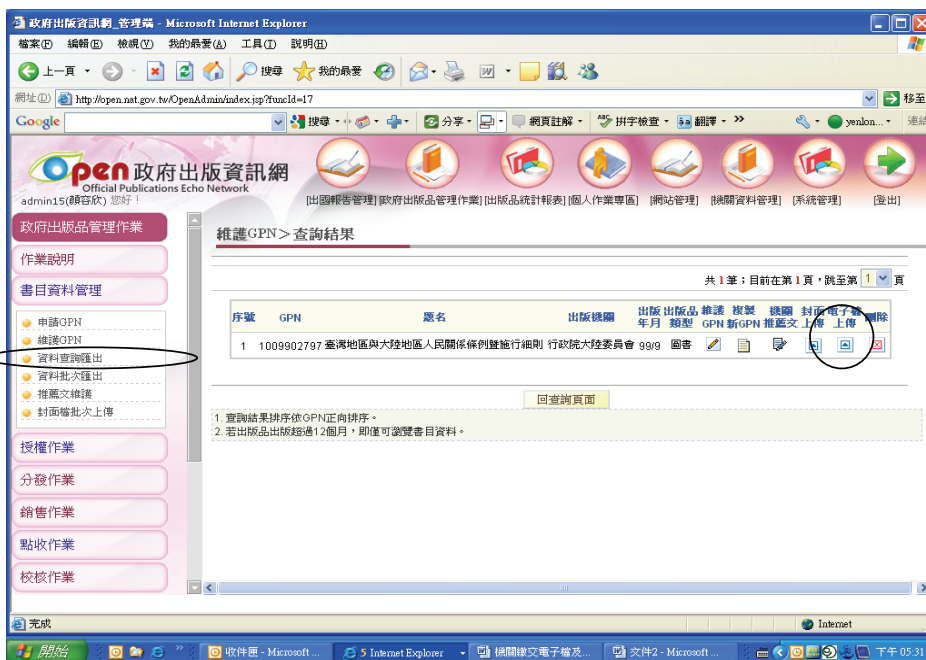 政府出版資訊網_管理端 - Microsoft Internet Explorer
檔案(F) 編輯(E) 檢視(V) 我的最愛(A) 工具(T) 說明(H)
上一頁 搜尋 我的最愛
網址(D) http://open.nat.gov.tw/OpenAdmin/index.jsp?funcId=17 移至
Google 搜尋 分享 網頁註解 拼字檢查 翻譯 yenlon... 連結
Open 政府出版資訊網
Official Publications Echo Network
admin15(顏容欣) 您好！
[出國報告管理] [政府出版品管理作業] [出版品統計報表] [個人作業專區] [網站管理] [機關資料管理] [系統管理] [登出]
政府出版品管理作業
作業說明
書目資料管理
申請GPN
維護GPN
資料查詢匯出
資料批次匯出
推薦文維護
封面檔批次上傳
授權作業
分發作業
銷售作業
點收作業
校核作業
維護GPN＞查詢結果
共 1 筆；目前在第 1 頁，跳至第 1 頁
序號 GPN 題名 出版機關 出版年月 出版品類型 維護GPN 複製新GPN 機關推薦文 封面上傳 電子檔上傳 刪除
1 1009902797 臺灣地區與大陸地區人民關係條例暨施行細則 行政院大陸委員會 99/9 圖書
回查詢頁面
1. 查詢結果排序依GPN正向排序。
2. 若出版品出版超過12個月，即僅可瀏覽書目資料。
完成 Internet
開始 收件匣 - Microsoft ... 5 Internet Explorer 機關繳交電子檔及... 文件2 - Microsoft ... 下午 05:31